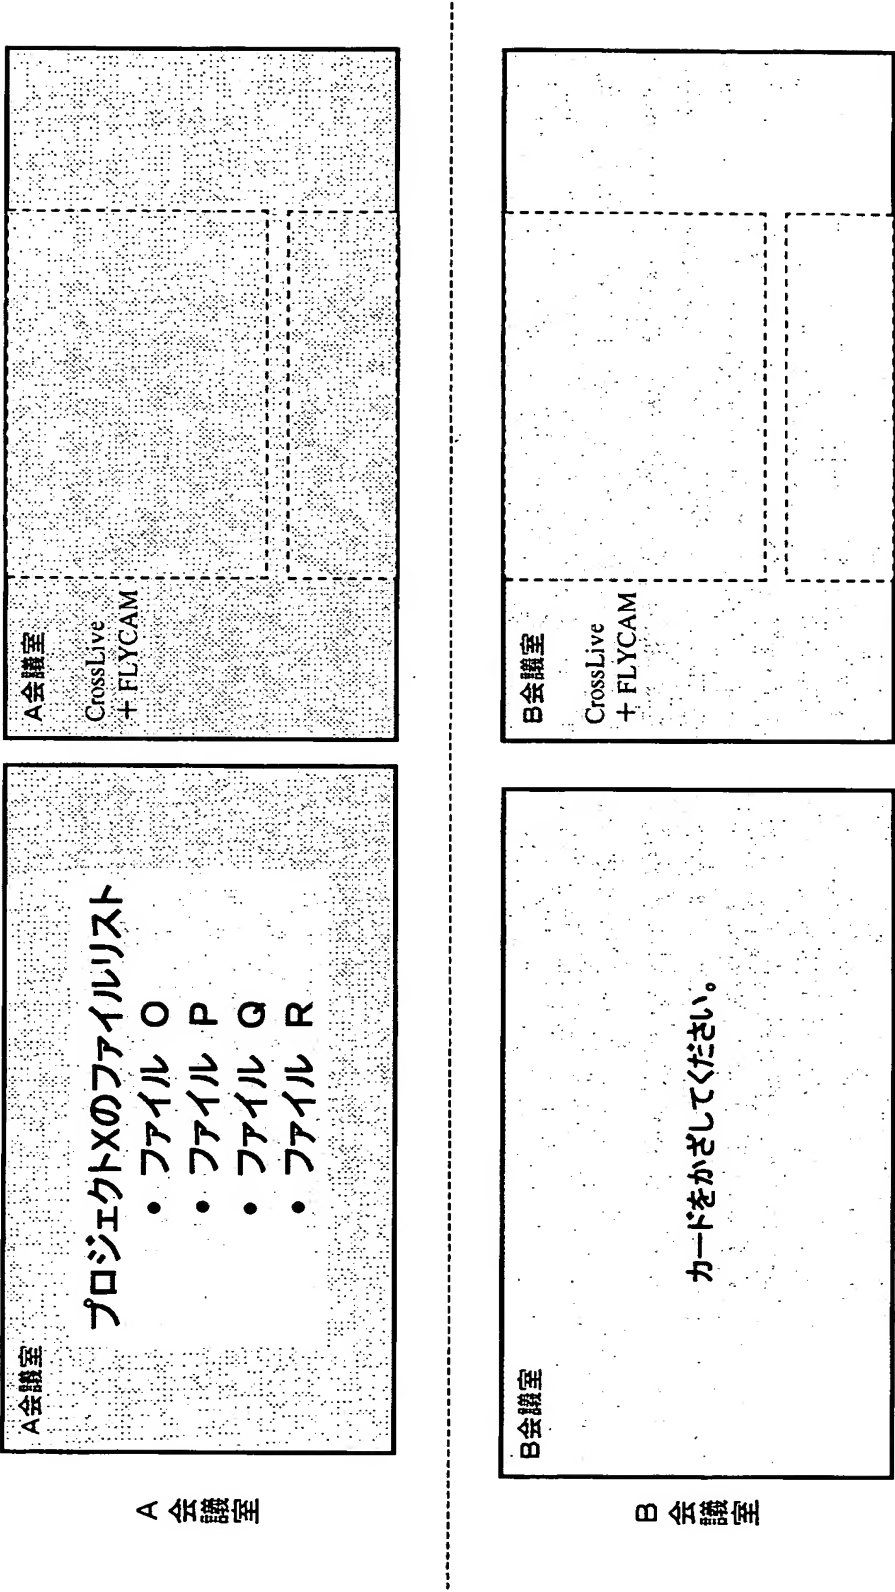 A会議室
A会議室
プロジェクトXのファイルリスト
・ファイル O
・ファイル P
・ファイル Q
・ファイル R
A会議室
CrossLive
+ FLYCAM
B会議室
B会議室
カードをかざしてください。
B会議室
CrossLive
+ FLYCAM